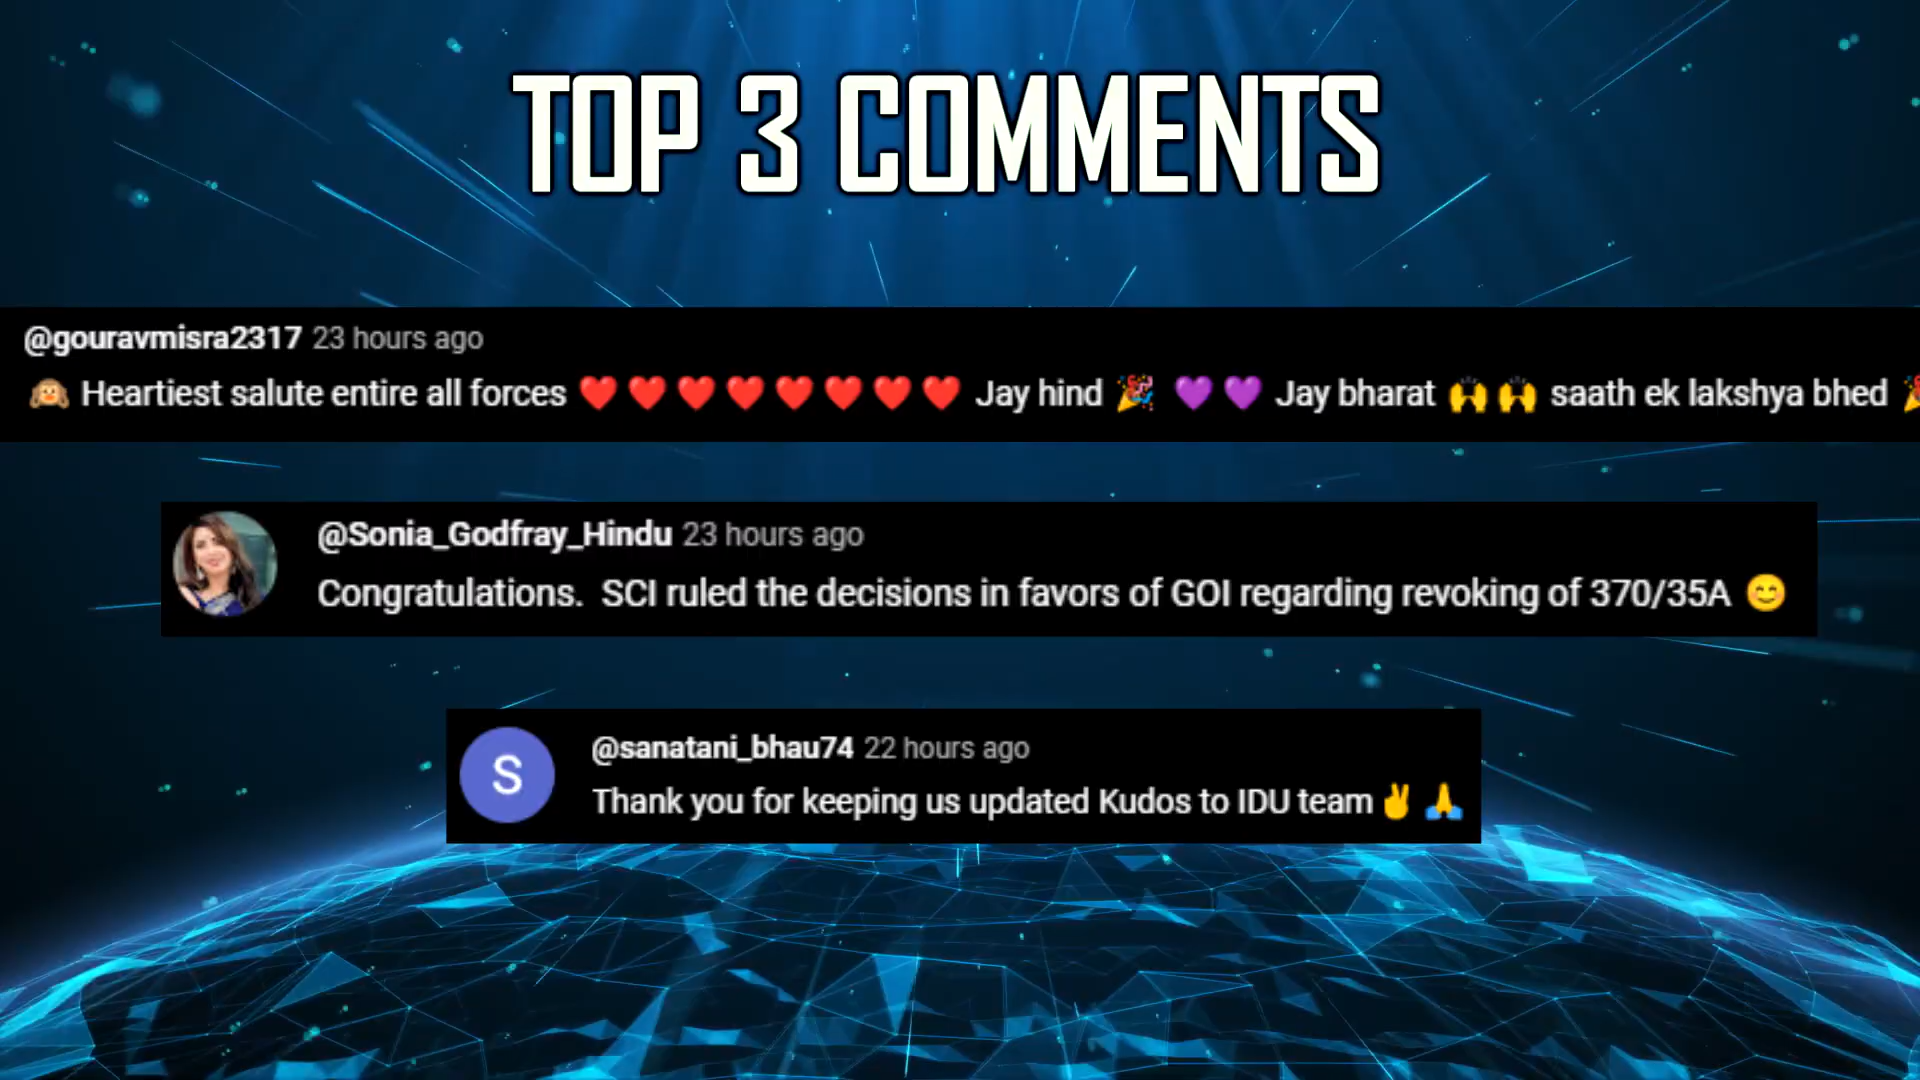 TOP 3 COMMENTS
@gouravmisra2317 23 hours ago
🙉 Heartiest salute entire all forces ❤️❤️❤️❤️❤️❤️❤️❤️ Jay hind 🎉 💜💜 Jay bharat 🙌🙌 saath ek lakshya bhed 🎉
@Sonia_Godfray_Hindu 23 hours ago
Congratulations. SCI ruled the decisions in favors of GOI regarding revoking of 370/35A 😊
S
@sanatani_bhau74 22 hours ago
Thank you for keeping us updated Kudos to IDU team✌️🙏